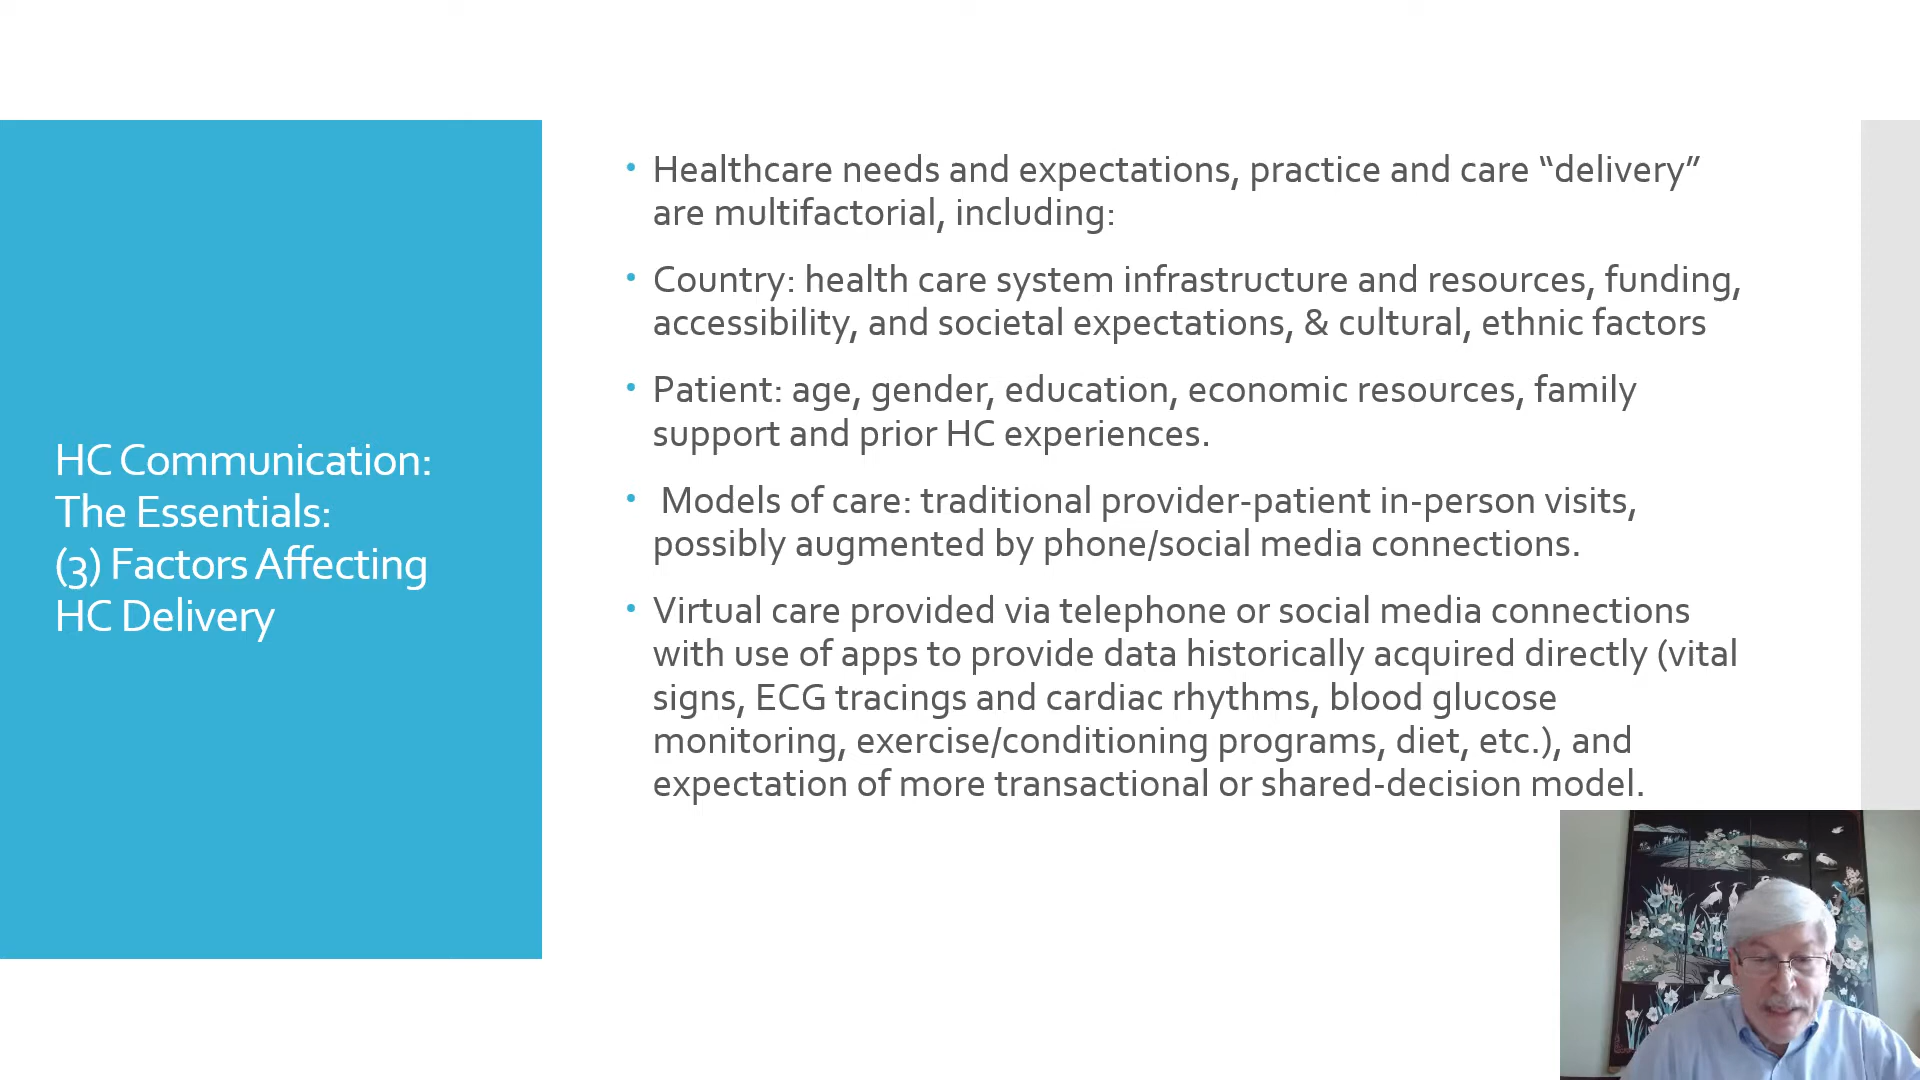 HC Communication:
The Essentials:
(3) Factors Affecting
HC Delivery
• Healthcare needs and expectations, practice and care “delivery”
are multifactorial, including:
• Country: health care system infrastructure and resources, funding,
accessibility, and societal expectations, & cultural, ethnic factors
• Patient: age, gender, education, economic resources, family
support and prior HC experiences.
• Models of care: traditional provider-patient in-person visits,
possibly augmented by phone/social media connections.
• Virtual care provided via telephone or social media connections
with use of apps to provide data historically acquired directly (vital
signs, ECG tracings and cardiac rhythms, blood glucose
monitoring, exercise/conditioning programs, diet, etc.), and
expectation of more transactional or shared-decision model.